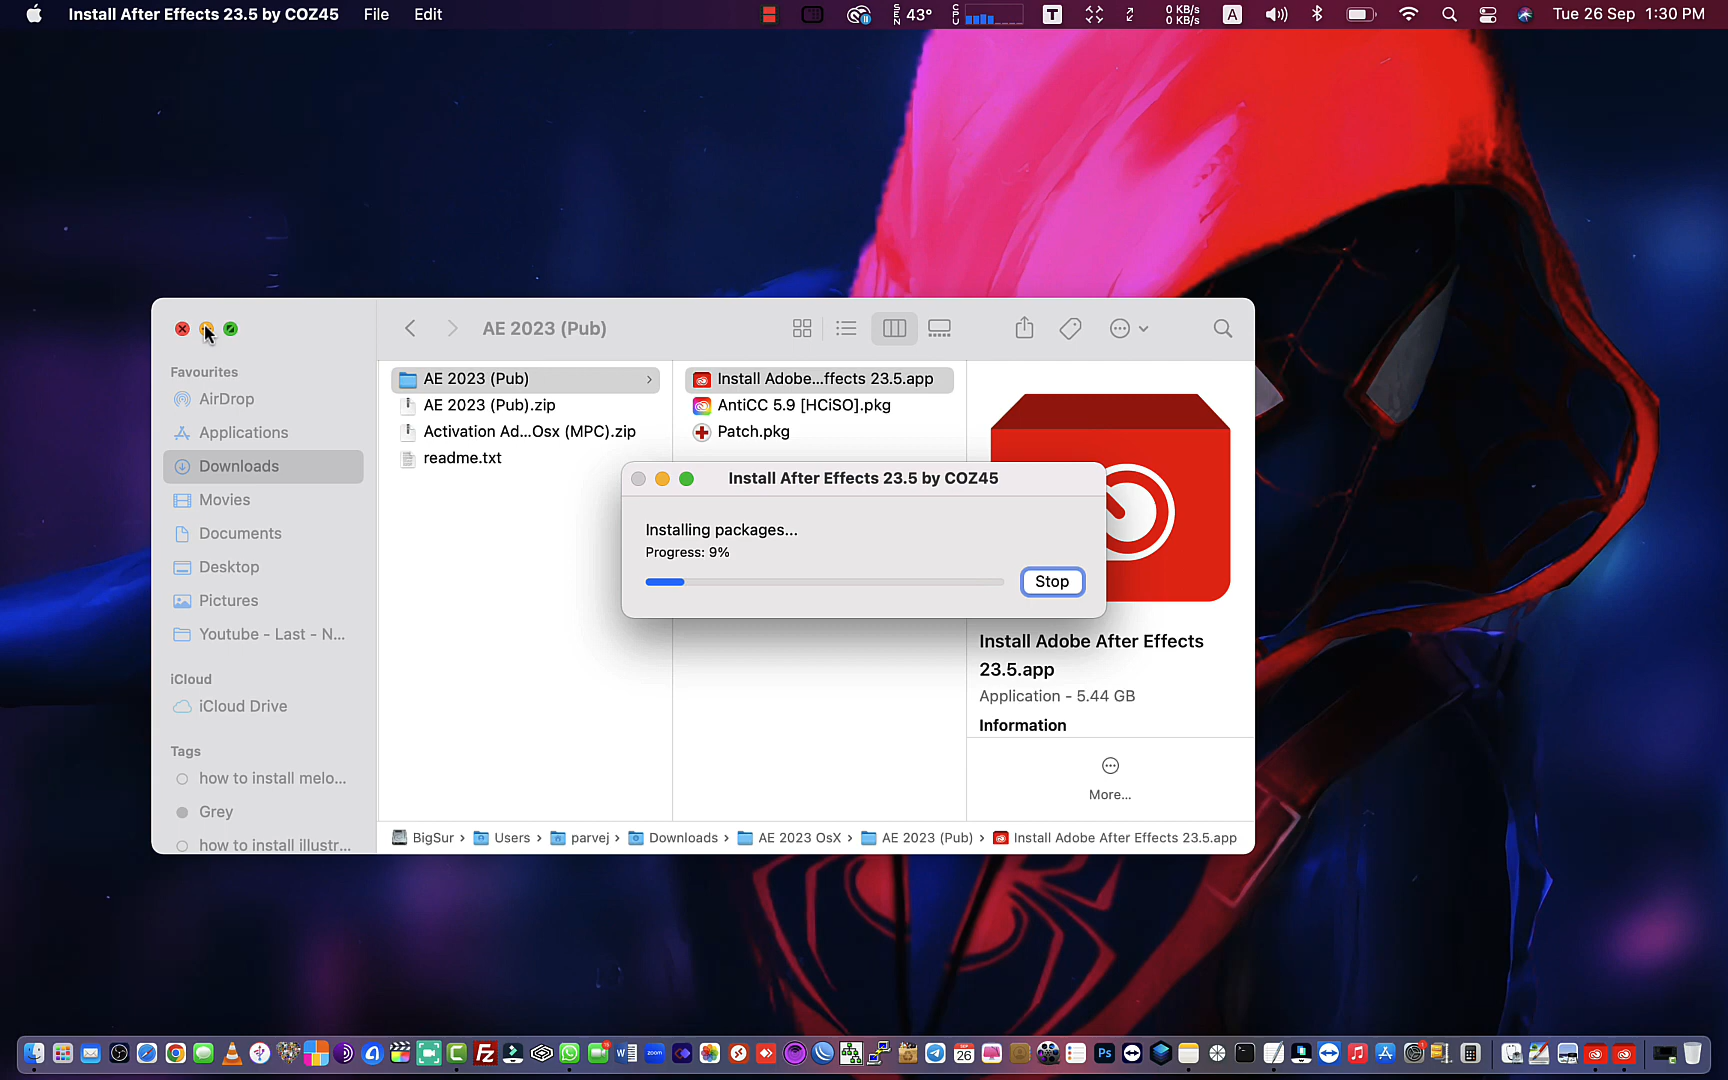 Install After Effects 23.5 by COZ45 File Edit
SEN 43° CPU T 0 KB/s 0 KB/s A Tue 26 Sep 1:30 PM
AE 2023 (Pub)
Favourites
AirDrop
Applications
Downloads
Movies
Documents
Desktop
Pictures
Youtube - Last - N...
iCloud
iCloud Drive
Tags
how to install melo...
Grey
how to install illustr...
AE 2023 (Pub)
AE 2023 (Pub).zip
Activation Ad...Osx (MPC).zip
readme.txt
Install Adobe...ffects 23.5.app
AntiCC 5.9 [HCiSO].pkg
Patch.pkg
Install After Effects 23.5 by COZ45
Installing packages...
Progress: 9%
Stop
Install Adobe After Effects
23.5.app
Application - 5.44 GB
Information
More...
BigSur › Users › parvej › Downloads › AE 2023 OsX › AE 2023 (Pub) › Install Adobe After Effects 23.5.app